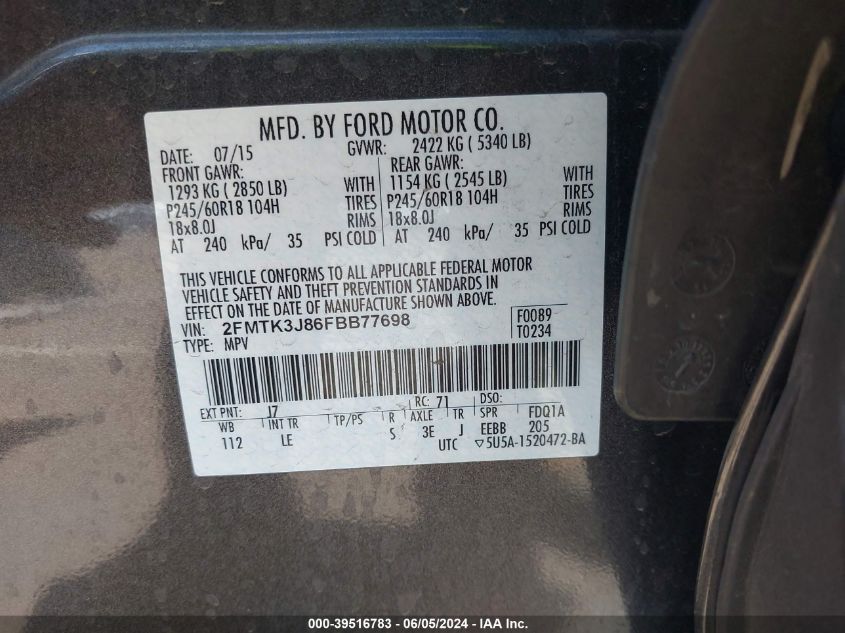 MFD. BY FORD MOTOR CO.
DATE: 07/15 GVWR: 2422 KG ( 5340 LB)
FRONT GAWR: REAR GAWR:
1293 KG ( 2850 LB) WITH 1154 KG ( 2545 LB) WITH
P245/60R18 104H TIRES P245/60R18 104H TIRES
18x8.0J RIMS 18x8.0J RIMS
AT 240 kPa/ 35 PSI COLD AT 240 kPa/ 35 PSI COLD
THIS VEHICLE CONFORMS TO ALL APPLICABLE FEDERAL MOTOR
VEHICLE SAFETY AND THEFT PREVENTION STANDARDS IN
EFFECT ON THE DATE OF MANUFACTURE SHOWN ABOVE.
VIN: 2FMTK3J86FBB77698 F0089
TYPE: MPV T0234
EXT PNT: J7 RC: 71 DSO:
WB INT TR TP/PS R AXLE TR SPR FDQ1A
112 LE S 3E J EEBB 205
UTC ▽5U5A-1520472-BA
000-39516783 - 06/05/2024 - IAAI.com